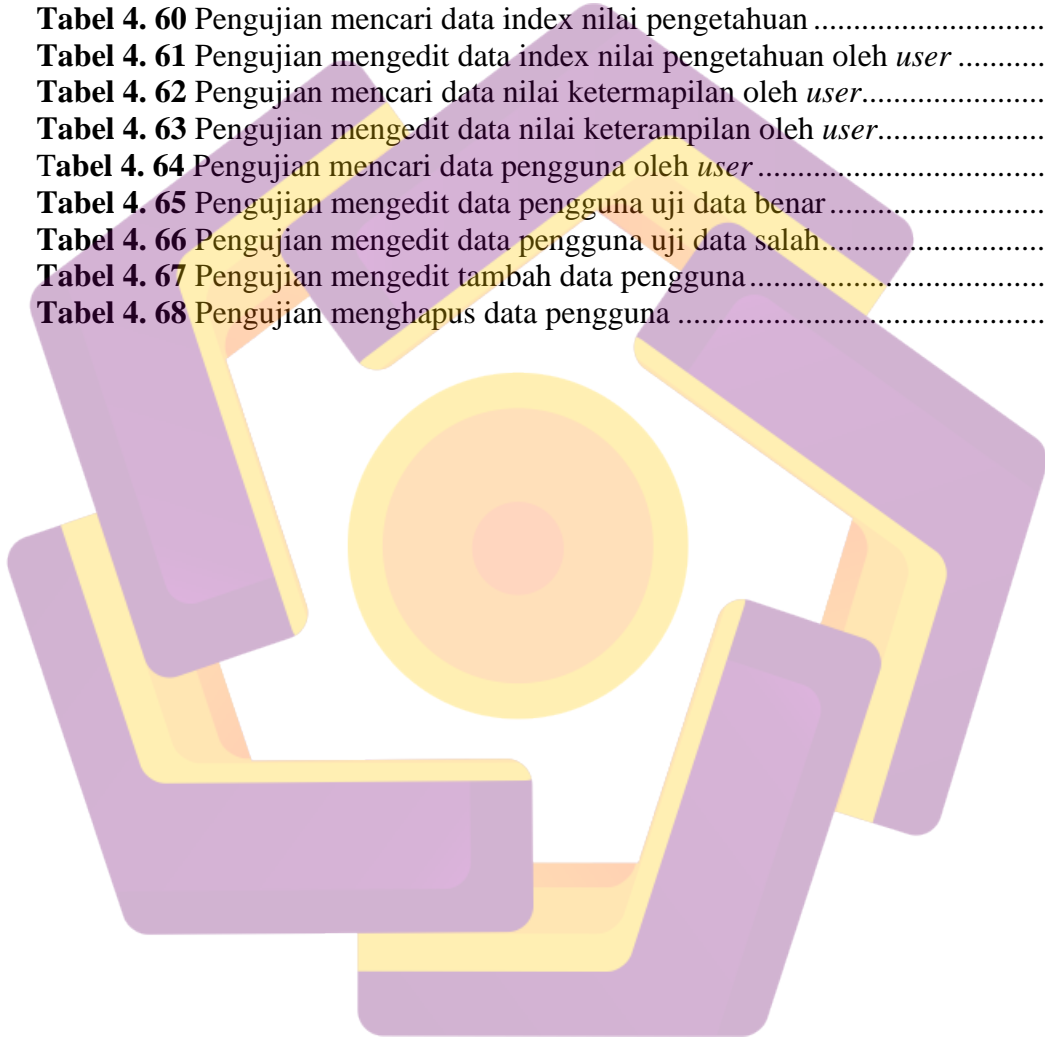 Tabel 4. 60 Pengujian mencari data index nilai pengetahuan ..............................
Tabel 4. 61 Pengujian mengedit data index nilai pengetahuan oleh user ...........
Tabel 4. 62 Pengujian mencari data nilai ketermapilan oleh user........................
Tabel 4. 63 Pengujian mengedit data nilai keterampilan oleh user......................
Tabel 4. 64 Pengujian mencari data pengguna oleh user .....................................
Tabel 4. 65 Pengujian mengedit data pengguna uji data benar............................
Tabel 4. 66 Pengujian mengedit data pengguna uji data salah.............................
Tabel 4. 67 Pengujian mengedit tambah data pengguna......................................
Tabel 4. 68 Pengujian menghapus data pengguna ...............................................